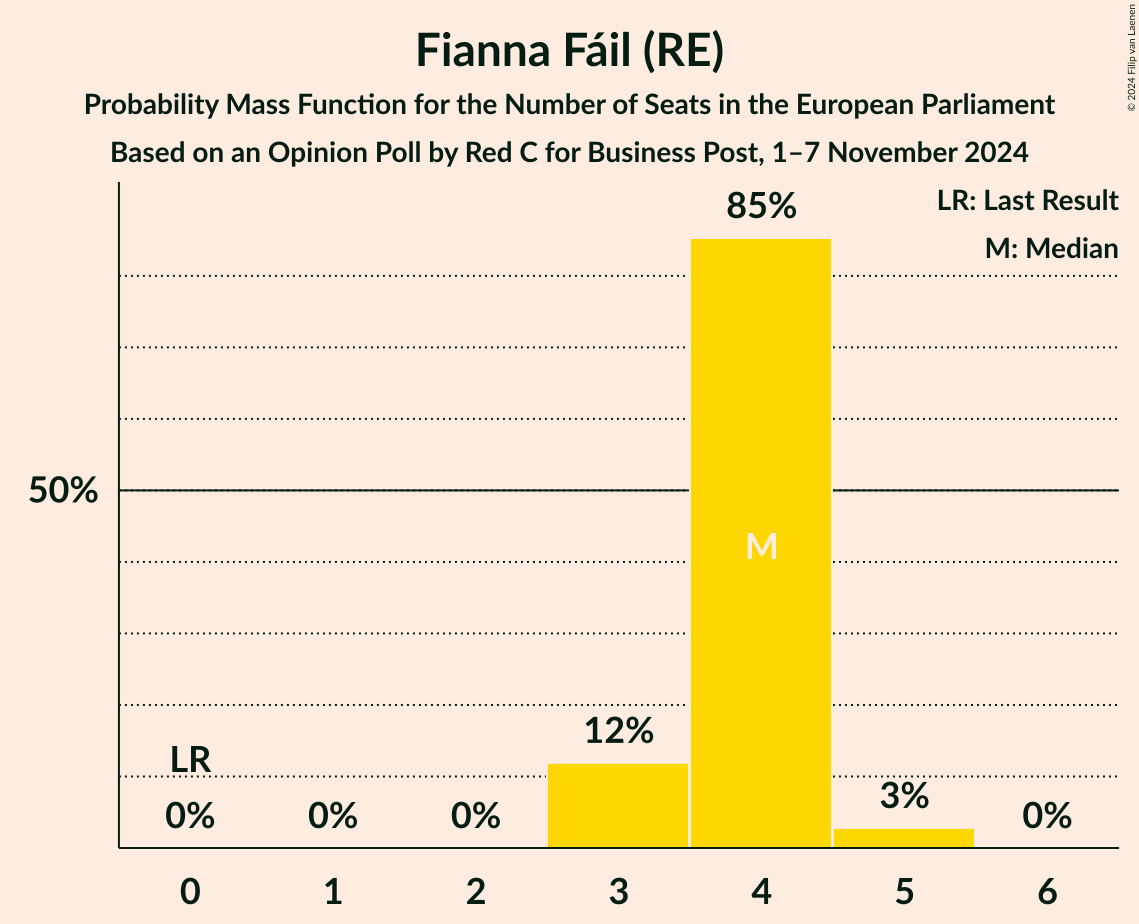 Fianna Fáil (RE)
Probability Mass Function for the Number of Seats in the European Parliament
Based on an Opinion Poll by Red C for Business Post, 1–7 November 2024
© 2024 Filip van Laenen
LR: Last Result
M: Median
85%
50%
M
12%
LR
3%
0% 0% 0% 0%
0 1 2 3 4 5 6